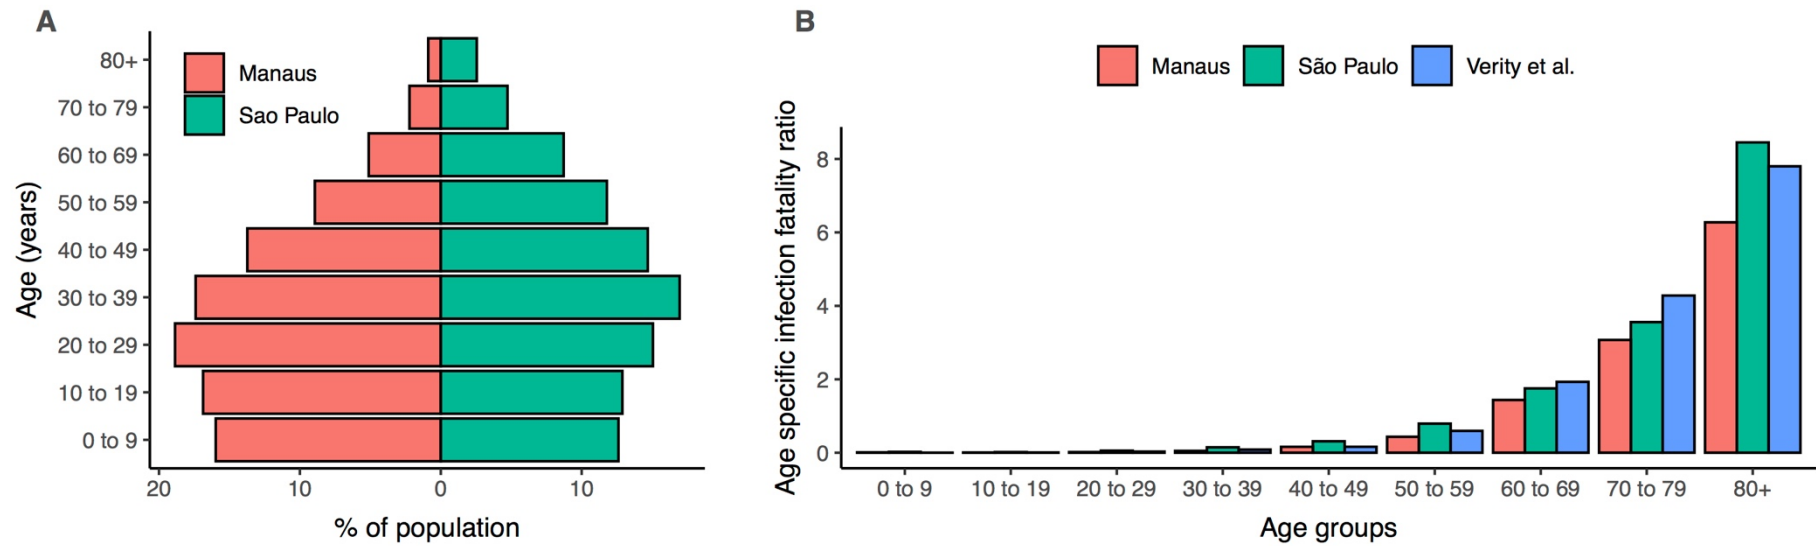 A
Manaus
Sao Paulo
Age (years)
80+
70 to 79
60 to 69
50 to 59
40 to 49
30 to 39
20 to 29
10 to 19
0 to 9
20 10 0 10
% of population
B
Manaus São Paulo Verity et al.
Age specific infection fatality ratio
8
6
4
2
0
0 to 9 10 to 19 20 to 29 30 to 39 40 to 49 50 to 59 60 to 69 70 to 79 80+
Age groups